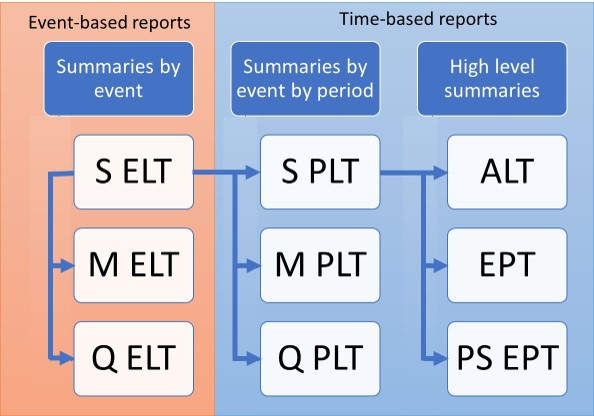 Event-based reports
Time-based reports
Summaries by
event
Summaries by
event by period
High level
summaries
S ELT
S PLT
ALT
M ELT
M PLT
EPT
Q ELT
Q PLT
PS EPT